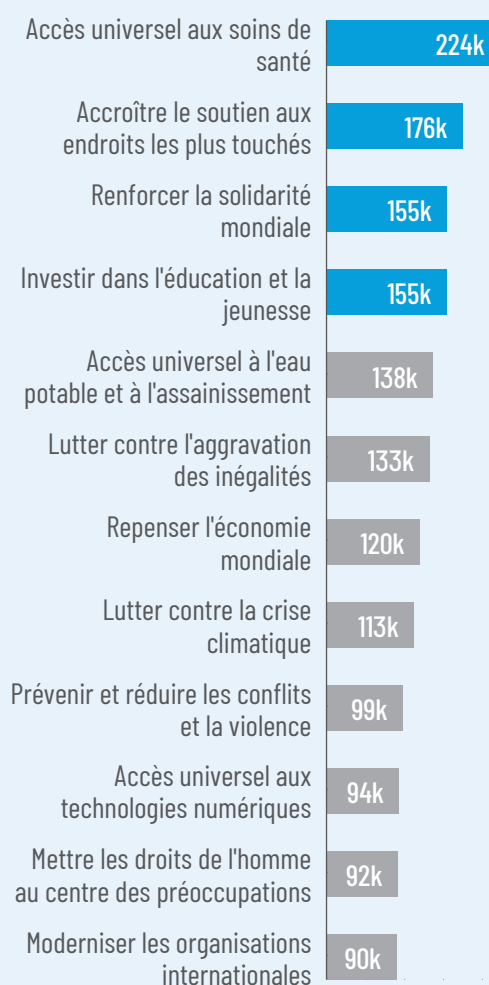 Accès universel aux soins de
santé
224k
Accroître le soutien aux
endroits les plus touchés
176k
Renforcer la solidarité
mondiale
155k
Investir dans l'éducation et la
jeunesse
155k
Accès universel à l'eau
potable et à l'assainissement
138k
Lutter contre l'aggravation
des inégalités
133k
Repenser l'économie
mondiale
120k
Lutter contre la crise
climatique
113k
Prévenir et réduire les conflits
et la violence
99k
Accès universel aux
technologies numériques
94k
Mettre les droits de l'homme
au centre des préoccupations
92k
Moderniser les organisations
internationales
90k